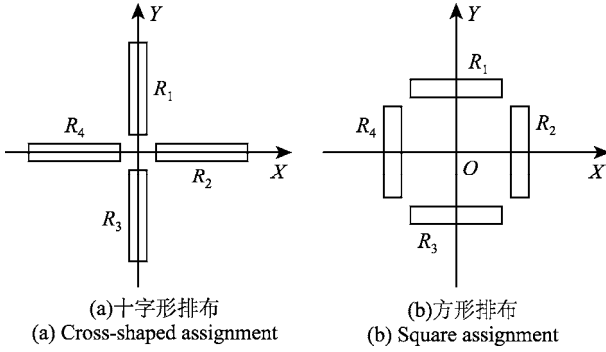 Y
R1
R4
X
R2
R3
(a)十字形排布
(a) Cross-shaped assignment
Y
R1
R4
R2
O
X
R3
(b)方形排布
(b) Square assignment